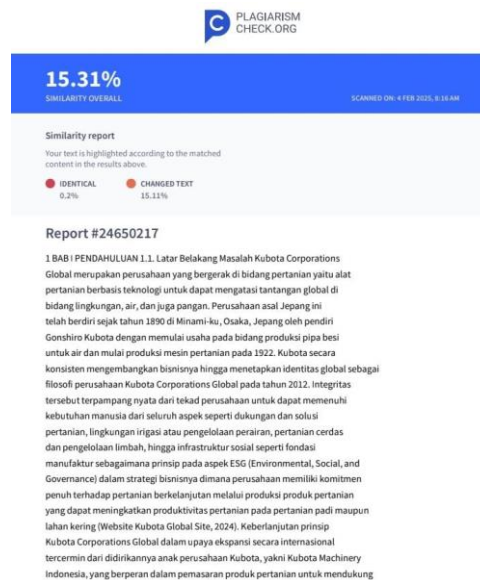 PLAGIARISM
CHECK.ORG
15.31%
SIMILARITY OVERALL
SCANNED ON: 4 FEB 2025, 8:16 AM
Similarity report
Your text is highlighted according to the matched
content in the results above.
IDENTICAL
0.2%
CHANGED TEXT
15.11%
Report #24650217
1 BAB I PENDAHULUAN 1.1. Latar Belakang Masalah Kubota Corporations
Global merupakan perusahaan yang bergerak di bidang pertanian yaitu alat
pertanian berbasis teknologi untuk dapat mengatasi tantangan global di
bidang lingkungan, air, dan juga pangan. Perusahaan asal Jepang ini
telah berdiri sejak tahun 1890 di Minami-ku, Osaka, Jepang oleh pendiri
Gonshiro Kubota dengan memulai usaha pada bidang produksi pipa besi
untuk air dan mulai produksi mesin pertanian pada 1922. Kubota secara
konsisten mengembangkan bisnisnya hingga menetapkan identitas global sebagai
filosofi perusahaan Kubota Corporations Global pada tahun 2012. Integritas
tersebut terpampang nyata dari tekad perusahaan untuk dapat memenuhi
kebutuhan manusia dari seluruh aspek seperti dukungan dan solusi
pertanian, lingkungan irigasi atau pengelolaan perairan, pertanian cerdas
dan pengelolaan limbah, hingga infrastruktur sosial seperti fondasi
manufaktur sebagaimana prinsip pada aspek ESG (Environmental, Social, and
Governance) dalam strategi bisnisnya dimana perusahaan memiliki komitmen
penuh terhadap pertanian berkelanjutan melalui produksi produk pertanian
yang dapat meningkatkan produktivitas pertanian pada pertanian padi maupun
lahan kering (Website Kubota Global Site, 2024). Keberlanjutan prinsip
Kubota Corporations Global dalam upaya ekspansi secara internasional
tercermin dari didirikannya anak perusahaan Kubota, yakni Kubota Machinery
Indonesia, yang berperan dalam pemasaran produk pertanian untuk mendukung